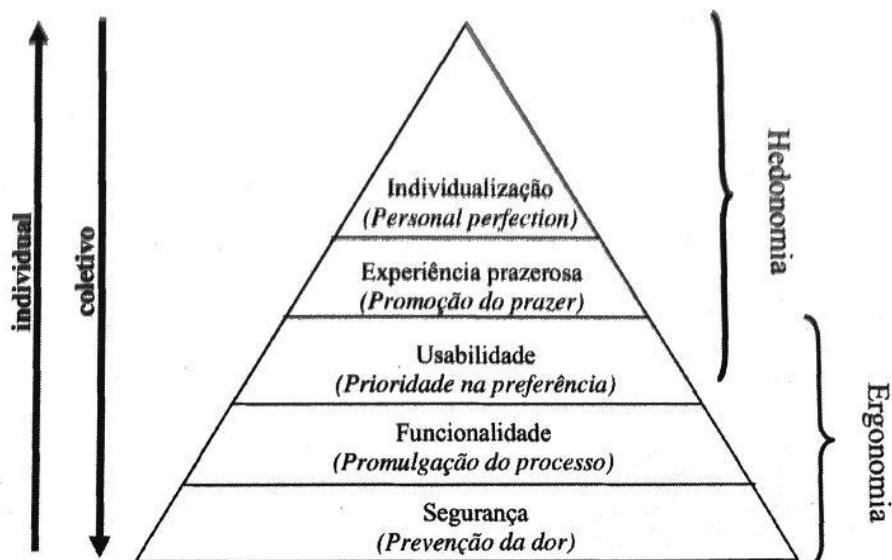 individual
coletivo
Individualização
(Personal perfection)
Experiência prazerosa
(Promoção do prazer)
Usabilidade
(Prioridade na preferência)
Funcionalidade
(Promulgação do processo)
Segurança
(Prevenção da dor)
Hedonomia
Ergonomia